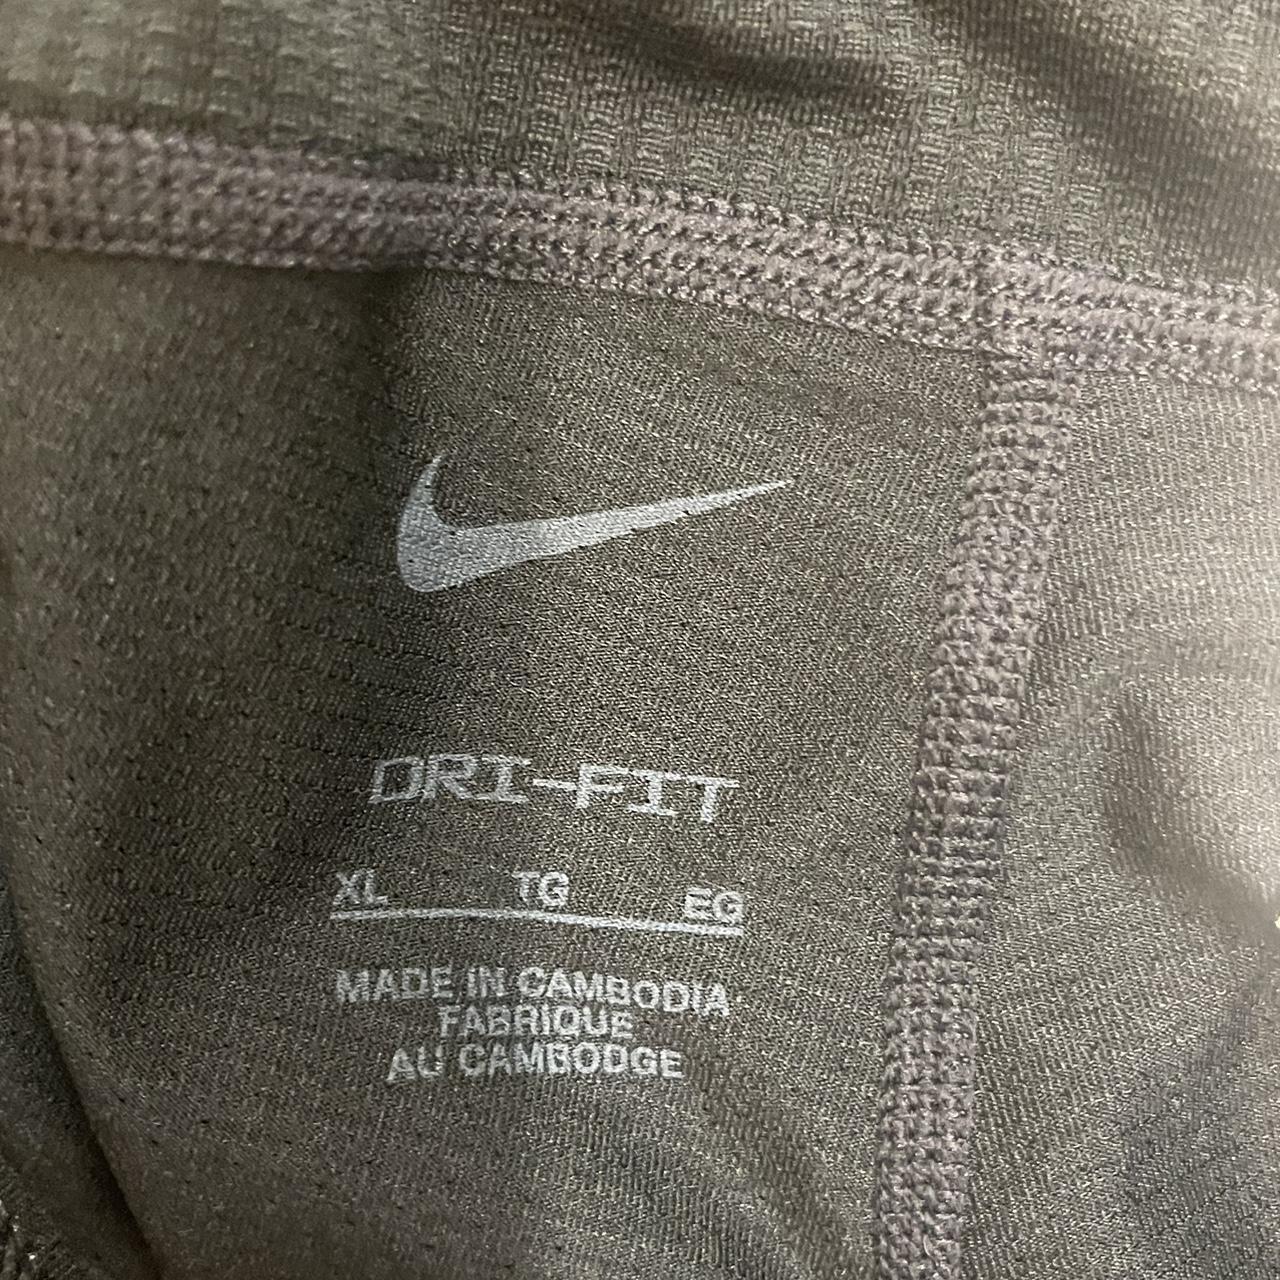 DRI-FIT
XL TG EG
MADE IN CAMBODIA
FABRIQUE
AU CAMBODGE